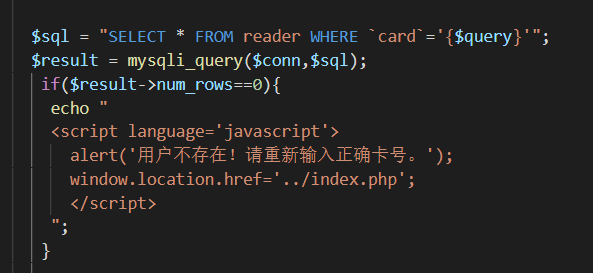 $sql = "SELECT * FROM reader WHERE `card`='{$query}'";
$result = mysqli_query($conn,$sql);
if($result->num_rows==0){
echo "
<script language='javascript'>
alert('用户不存在！请重新输入正确卡号。');
window.location.href='../index.php';
</script>
";
}